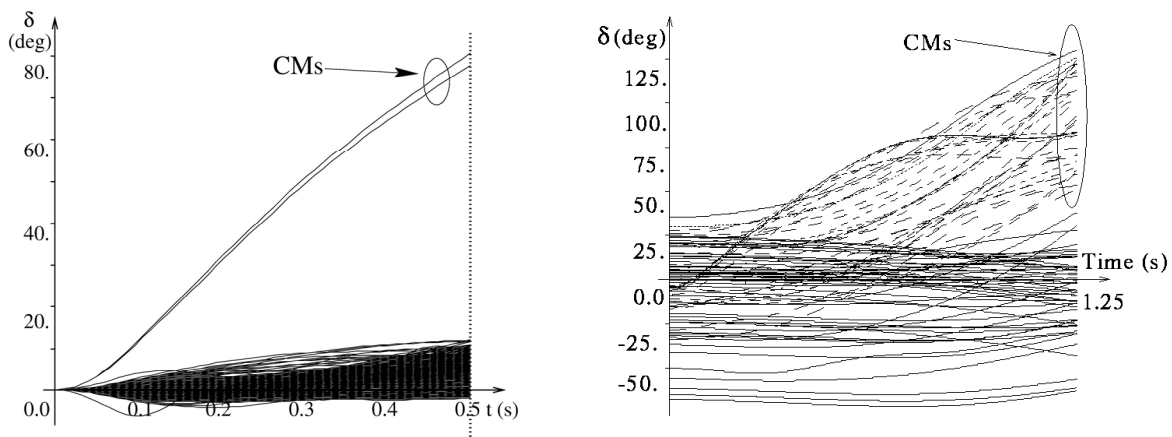 δ
(deg)
80.
60.
40.
20.
0.0
0.1
0.2
0.3
0.4
0.5
t (s)
CMs
δ (deg)
125.
100.
75.
50.
25.
0.0
-25.
-50.
CMs
Time (s)
1.25